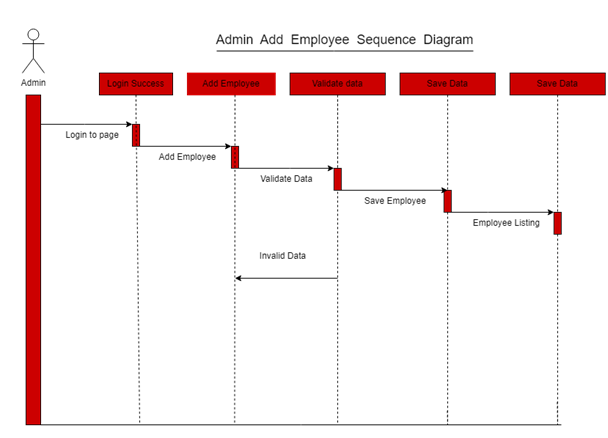 Admin Add Employee Sequence Diagram
Admin
Login Success
Add Employee
Validate date
Save Data
Save Data
Login to page
Add Employee
Validate Data
Save Employee
Employee Listing
Invalid Data